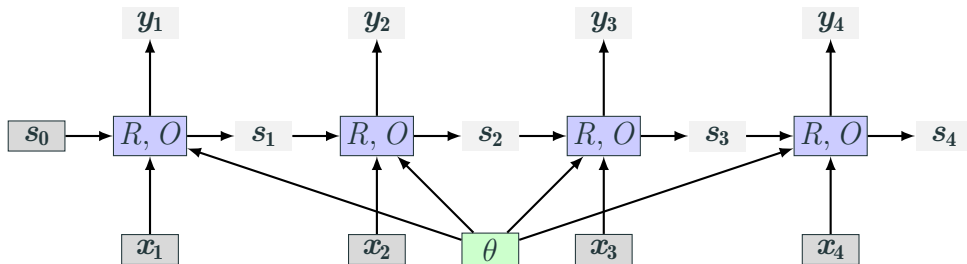 y₁ y₂ y₃ y₄
s₀ R, O s₁ R, O s₂ R, O s₃ R, O s₄
x₁ x₂ θ x₃ x₄